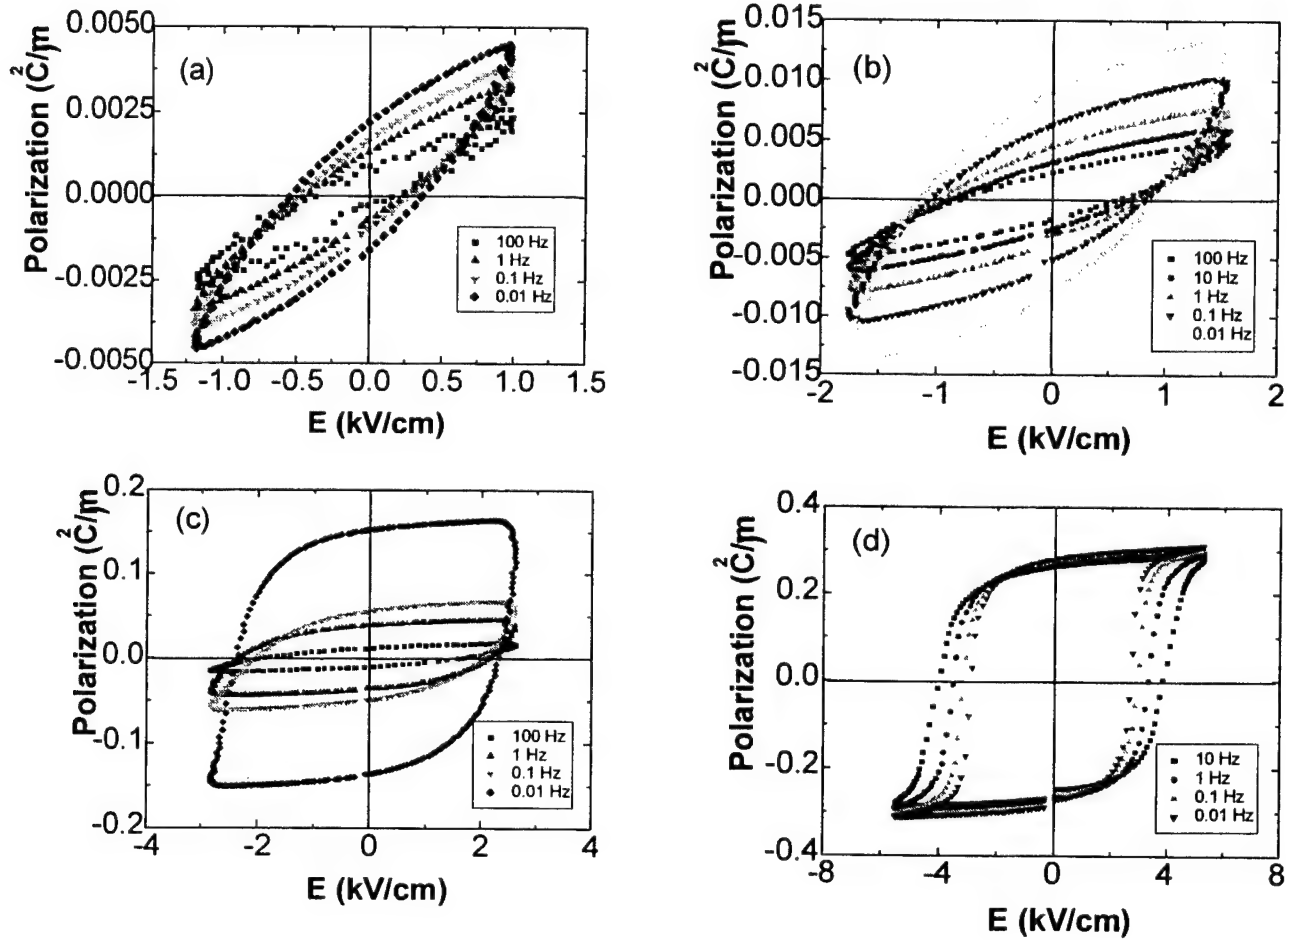 (a)
Polarization (C/m2)
0.0050
0.0025
0.0000
-0.0025
-0.0050
-1.5 -1.0 -0.5 0.0 0.5 1.0 1.5
E (kV/cm)
100 Hz
1 Hz
0.1 Hz
0.01 Hz
(b)
Polarization (C/m2)
0.015
0.010
0.005
0.000
-0.005
-0.010
-0.015
-2 -1 0 1 2
E (kV/cm)
100 Hz
10 Hz
1 Hz
0.1 Hz
0.01 Hz
(c)
Polarization (C/m2)
0.2
0.1
0.0
-0.1
-0.2
-4 -2 0 2 4
E (kV/cm)
100 Hz
1 Hz
0.1 Hz
0.01 Hz
(d)
Polarization (C/m2)
0.4
0.2
0.0
-0.2
-0.4
-8 -4 0 4 8
E (kV/cm)
10 Hz
1 Hz
0.1 Hz
0.01 Hz